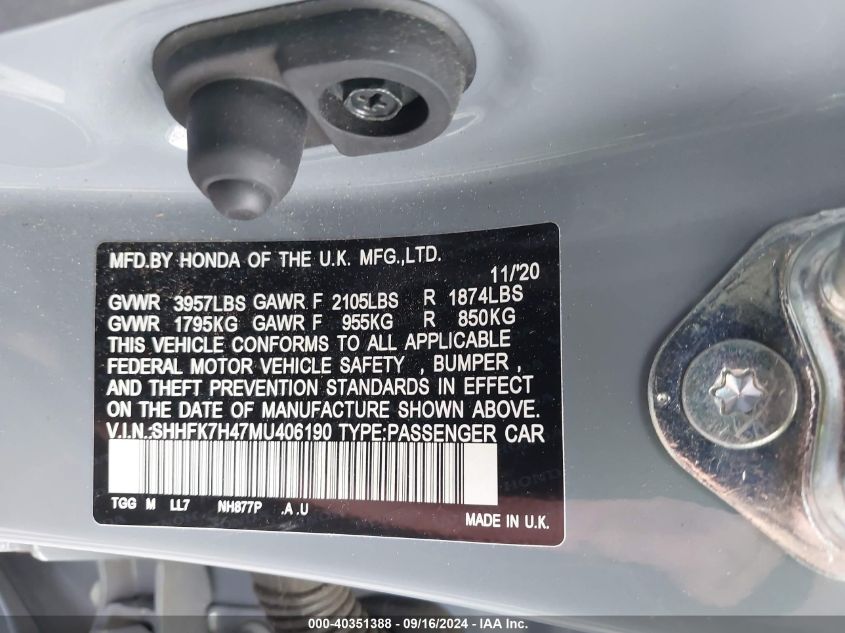 MFD.BY HONDA OF THE U.K. MFG.,LTD.
11/'20
GVWR 3957LBS GAWR F 2105LBS R 1874LBS
GVWR 1795KG GAWR F 955KG R 850KG
THIS VEHICLE CONFORMS TO ALL APPLICABLE
FEDERAL MOTOR VEHICLE SAFETY , BUMPER ,
AND THEFT PREVENTION STANDARDS IN EFFECT
ON THE DATE OF MANUFACTURE SHOWN ABOVE.
V.I.N.:SHHFK7H47MU406190 TYPE:PASSENGER CAR
TGG M LL7 NH877P .A .U
MADE IN U.K.
000-40351388 - 09/16/2024 - IAA Inc.